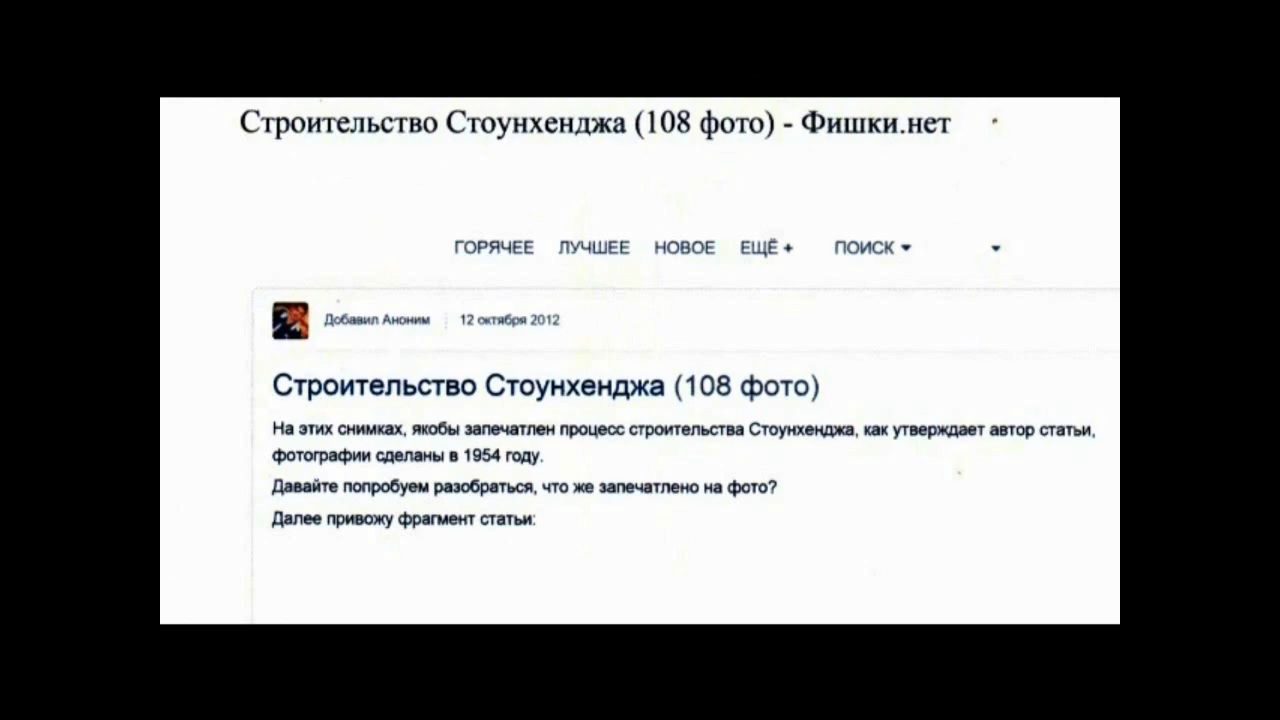 Строительство Стоунхенджа (108 фото) - Фишки.нет
ГОРЯЧЕЕ ЛУЧШЕЕ НОВОЕ ЕЩЁ + ПОИСК
Добавил Аноним 12 октября 2012
Строительство Стоунхенджа (108 фото)
На этих снимках, якобы запечатлен процесс строительства Стоунхенджа, как утверждает автор статьи,
фотографии сделаны в 1954 году.
Давайте попробуем разобраться, что же запечатлено на фото?
Далее привожу фрагмент статьи: